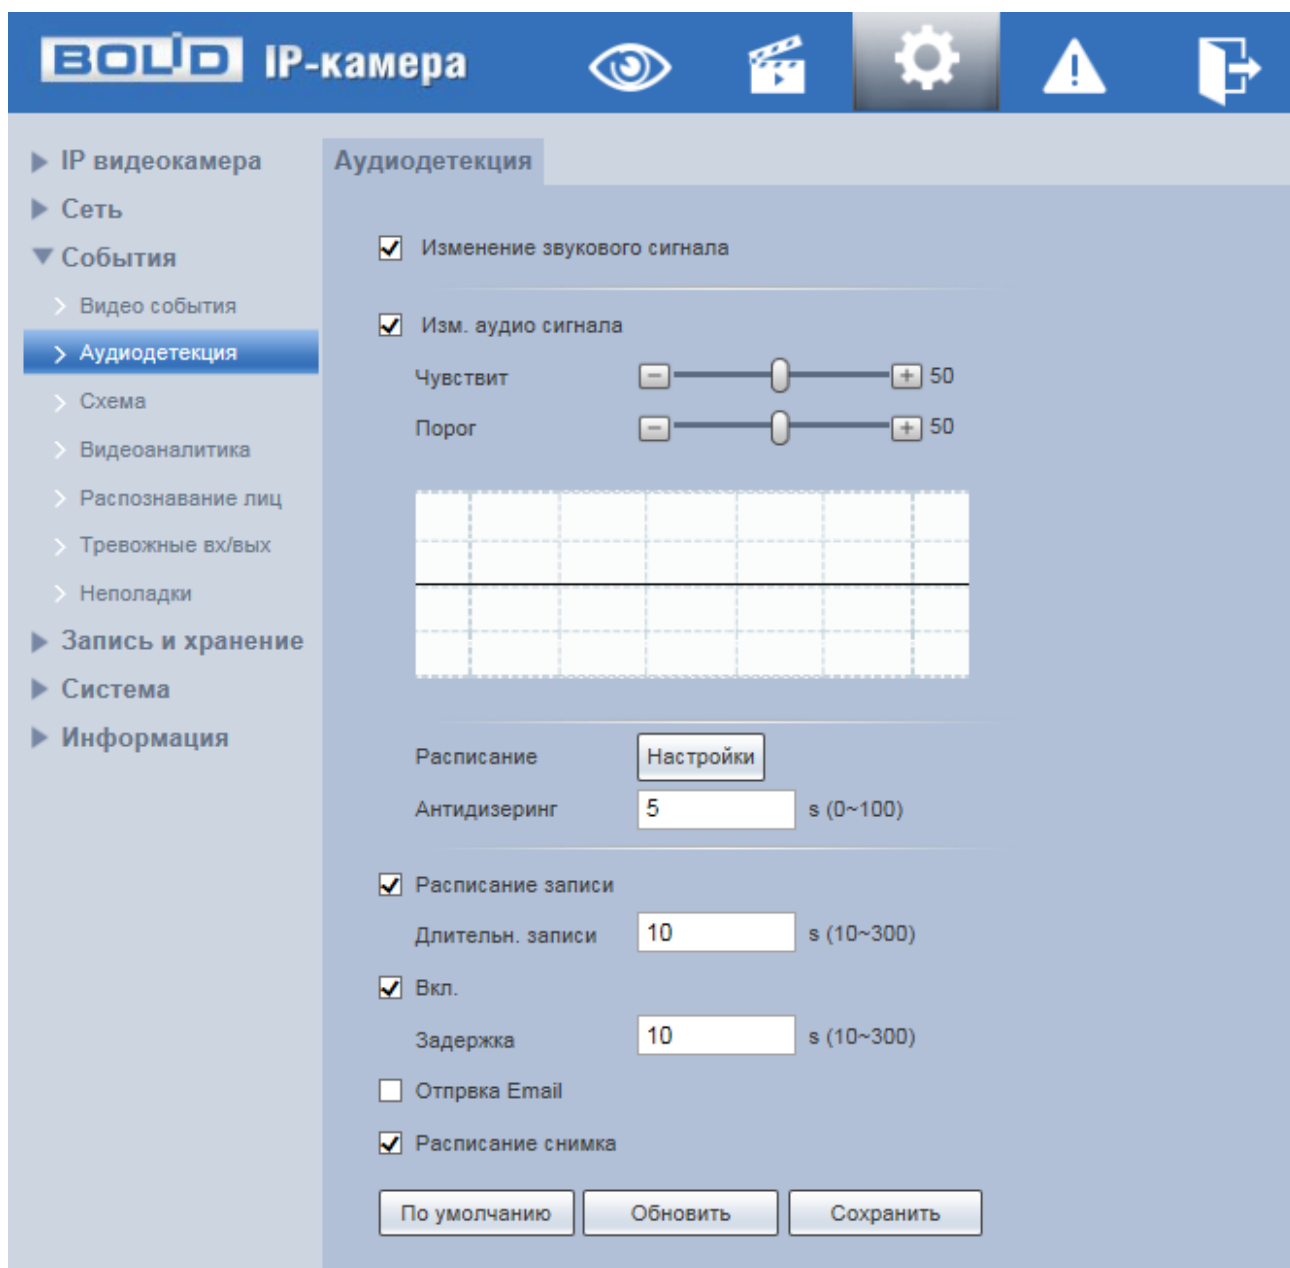 BOLID IP-камера
IP видеокамера
Сеть
События
Видео события
Аудиодетекция
Схема
Видеоаналитика
Распознавание лиц
Тревожные вх/вых
Неполадки
Запись и хранение
Система
Информация
Аудиодетекция
Изменение звукового сигнала
Изм. аудио сигнала
Чувствит 50
Порог 50
Расписание Настройки
Антидизеринг 5 s (0~100)
Расписание записи
Длительн. записи 10 s (10~300)
Вкл.
Задержка 10 s (10~300)
Отпрвка Email
Расписание снимка
По умолчанию Обновить Сохранить